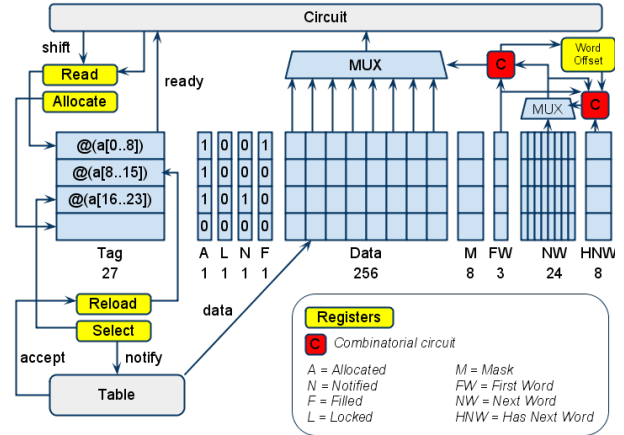 Circuit
shift
Read
ready
Allocate
MUX
C
Word
Offset
MUX
C
@(a[0..8])
@(a[8..15])
@(a[16..23])
1 0 0 1
1 0 0 0
1 0 1 0
0 0 0 0
Tag A L N F Data M FW NW HNW
27 1 1 1 1 256 8 3 24 8
Reload
Select
data
accept
notify
Table
Registers
C Combinatorial circuit
A = Allocated
N = Notified
F = Filled
L = Locked
M = Mask
FW = First Word
NW = Next Word
HNW = Has Next Word